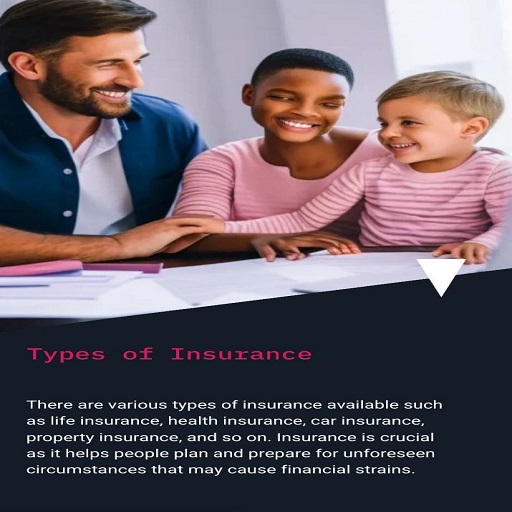 Types of Insurance
There are various types of insurance available such
as life insurance, health insurance, car insurance,
property insurance, and so on. Insurance is crucial
as it helps people plan and prepare for unforeseen
circumstances that may cause financial strains.